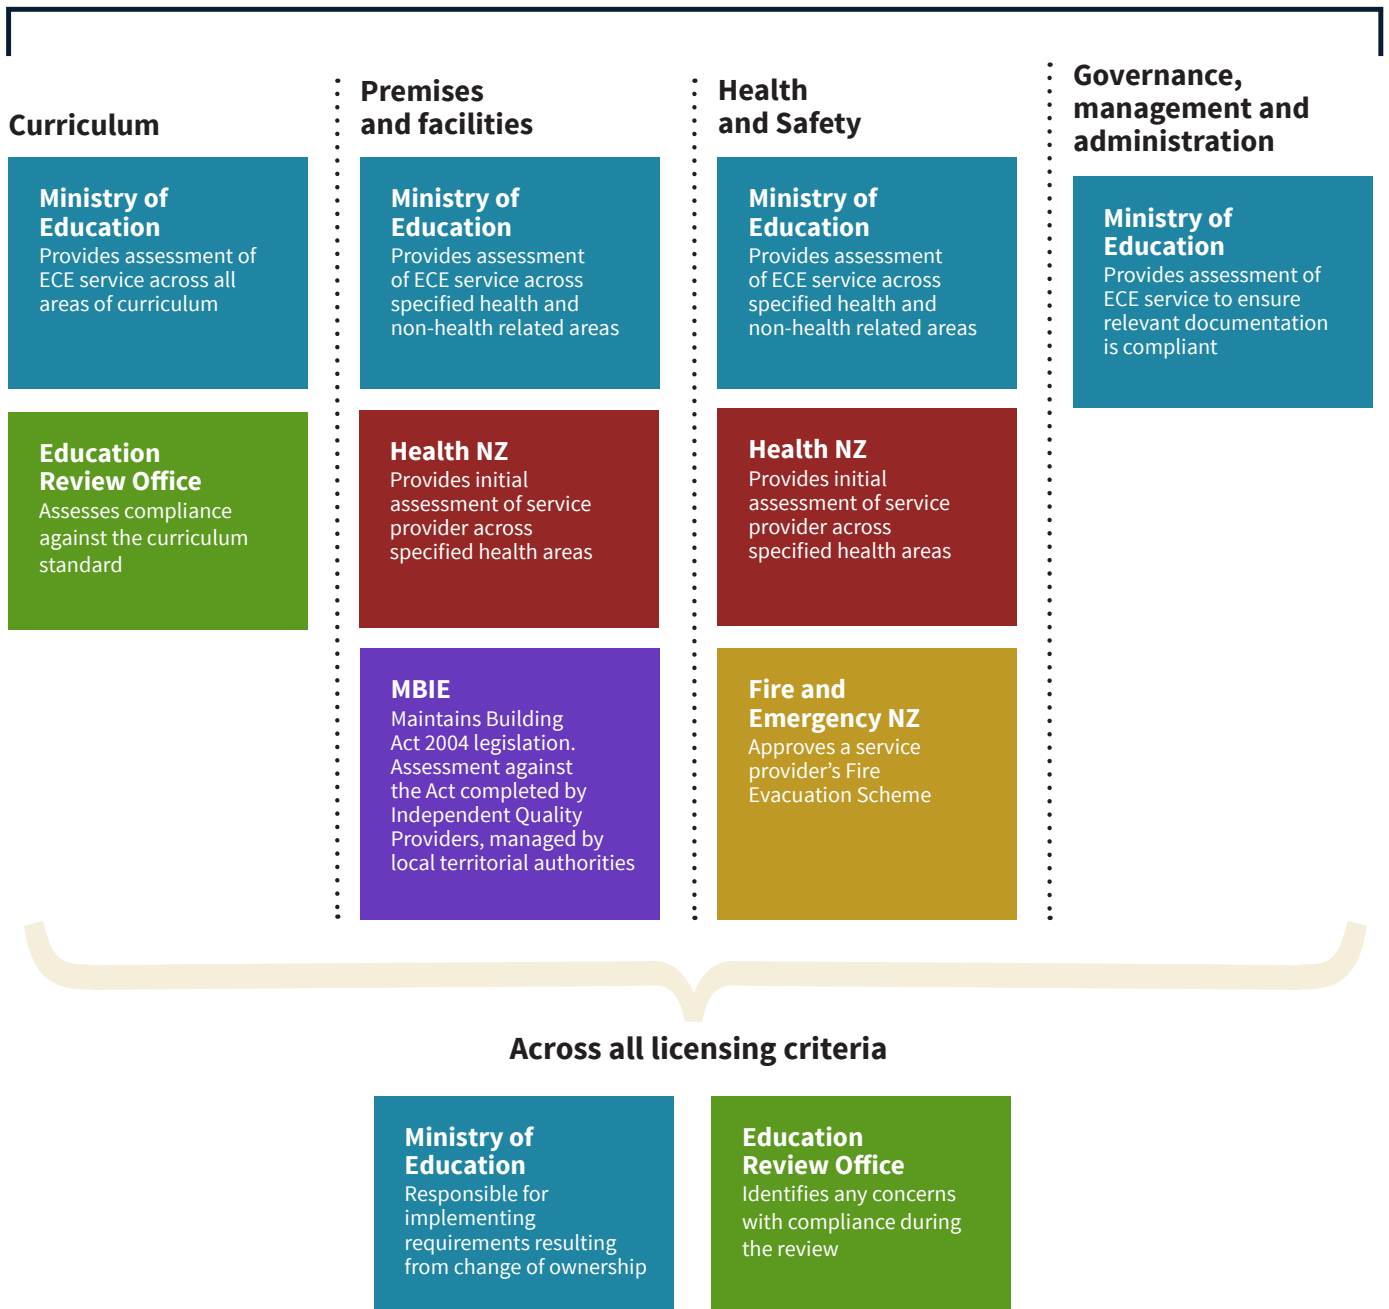 Curriculum
Ministry of
Education
Provides assessment of
ECE service across all
areas of curriculum
Education
Review Office
Assesses compliance
against the curriculum
standard
Premises
and facilities
Ministry of
Education
Provides assessment
of ECE service across
specified health and
non-health related areas
Health NZ
Provides initial
assessment of service
provider across
specified health areas
MBIE
Maintains Building
Act 2004 legislation.
Assessment against
the Act completed by
Independent Quality
Providers, managed by
local territorial authorities
Health
and Safety
Ministry of
Education
Provides assessment
of ECE service across
specified health and
non-health related areas
Health NZ
Provides initial
assessment of service
provider across
specified health areas
Fire and
Emergency NZ
Approves a service
provider’s Fire
Evacuation Scheme
Governance,
management and
administration
Ministry of
Education
Provides assessment of
ECE service to ensure
relevant documentation
is compliant
Across all licensing criteria
Ministry of
Education
Responsible for
implementing
requirements resulting
from change of ownership
Education
Review Office
Identifies any concerns
with compliance during
the review